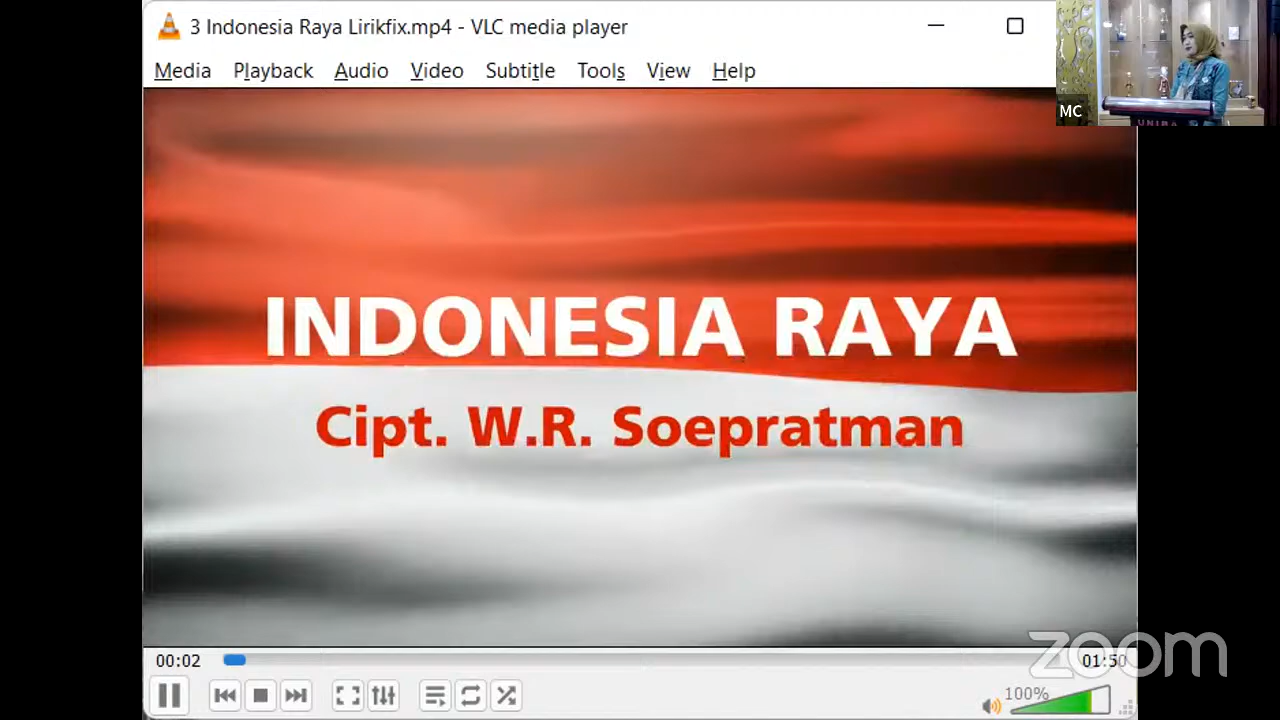 3 Indonesia Raya Lirikfix.mp4 - VLC media player
Media Playback Audio Video Subtitle Tools View Help
MC
UNIBA
INDONESIA RAYA
Cipt. W.R. Soepratman
00:02
01:50
zoom
100%